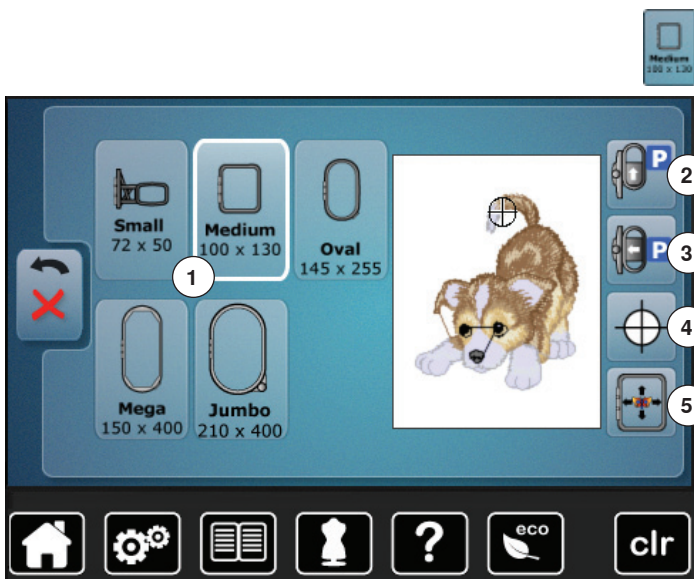 Medium
100 x 130
Small
72 x 50
Medium
100 x 130
Oval
145 x 255
1
Mega
150 x 400
Jumbo
210 x 400
P
2
P
3
4
5
?
eco
clr